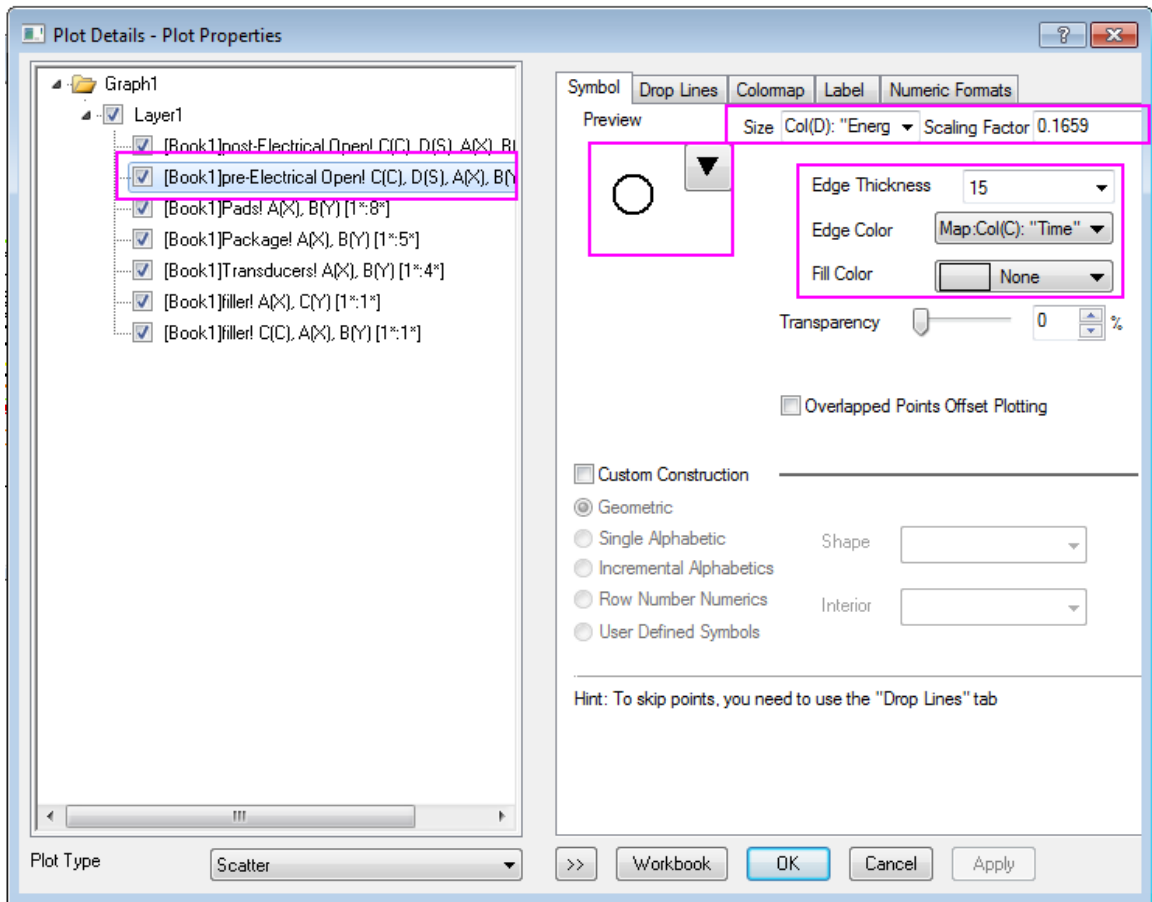 Plot Details - Plot Properties
Graph1
Layer1
[Book1]post-Electrical Open! C(C), D(S), A(X), B(
[Book1]pre-Electrical Open! C(C), D(S), A(X), B(Y
[Book1]Pads! A(X), B(Y) [1*:8*]
[Book1]Package! A(X), B(Y) [1*:5*]
[Book1]Transducers! A(X), B(Y) [1*:4*]
[Book1]filler! A(X), C(Y) [1*:1*]
[Book1]filler! C(C), A(X), B(Y) [1*:1*]
Plot Type Scatter
Symbol Drop Lines Colormap Label Numeric Formats
Preview
Size Col(D): "Energ Scaling Factor 0.1659
Edge Thickness 15
Edge Color Map:Col(C): "Time"
Fill Color None
Transparency 0 %
Overlapped Points Offset Plotting
Custom Construction
Geometric
Single Alphabetic
Incremental Alphabetics
Row Number Numerics
User Defined Symbols
Shape
Interior
Hint: To skip points, you need to use the "Drop Lines" tab
>> Workbook OK Cancel Apply